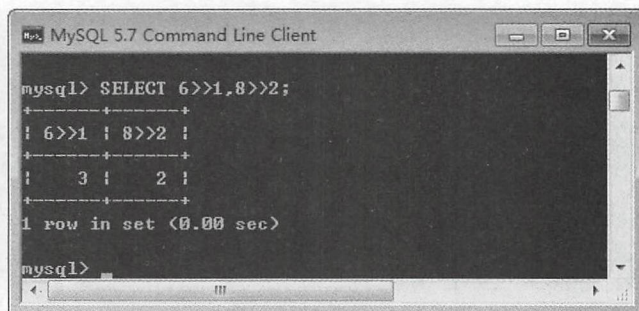 MySQL 5.7 Command Line Client
mysql> SELECT 6>>1,8>>2;
+------+------+
| 6>>1 | 8>>2 |
+------+------+
|    3 |    2 |
+------+------+
1 row in set (0.00 sec)
mysql>